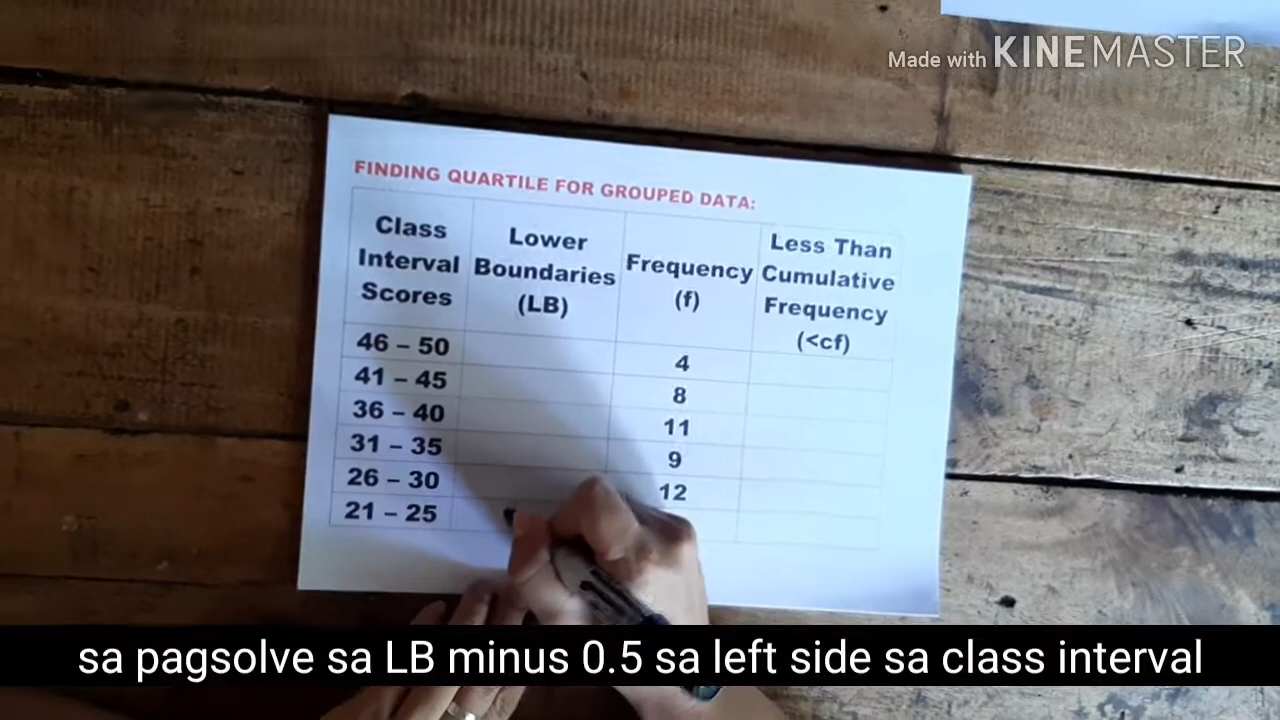 Made with KINEMASTER
FINDING QUARTILE FOR GROUPED DATA:
Class Interval Scores
Lower Boundaries (LB)
Frequency (f)
Less Than Cumulative Frequency (<cf)
46 – 50 4
41 – 45 8
36 – 40 11
31 – 35 9
26 – 30 12
21 – 25
sa pagsolve sa LB minus 0.5 sa left side sa class interval